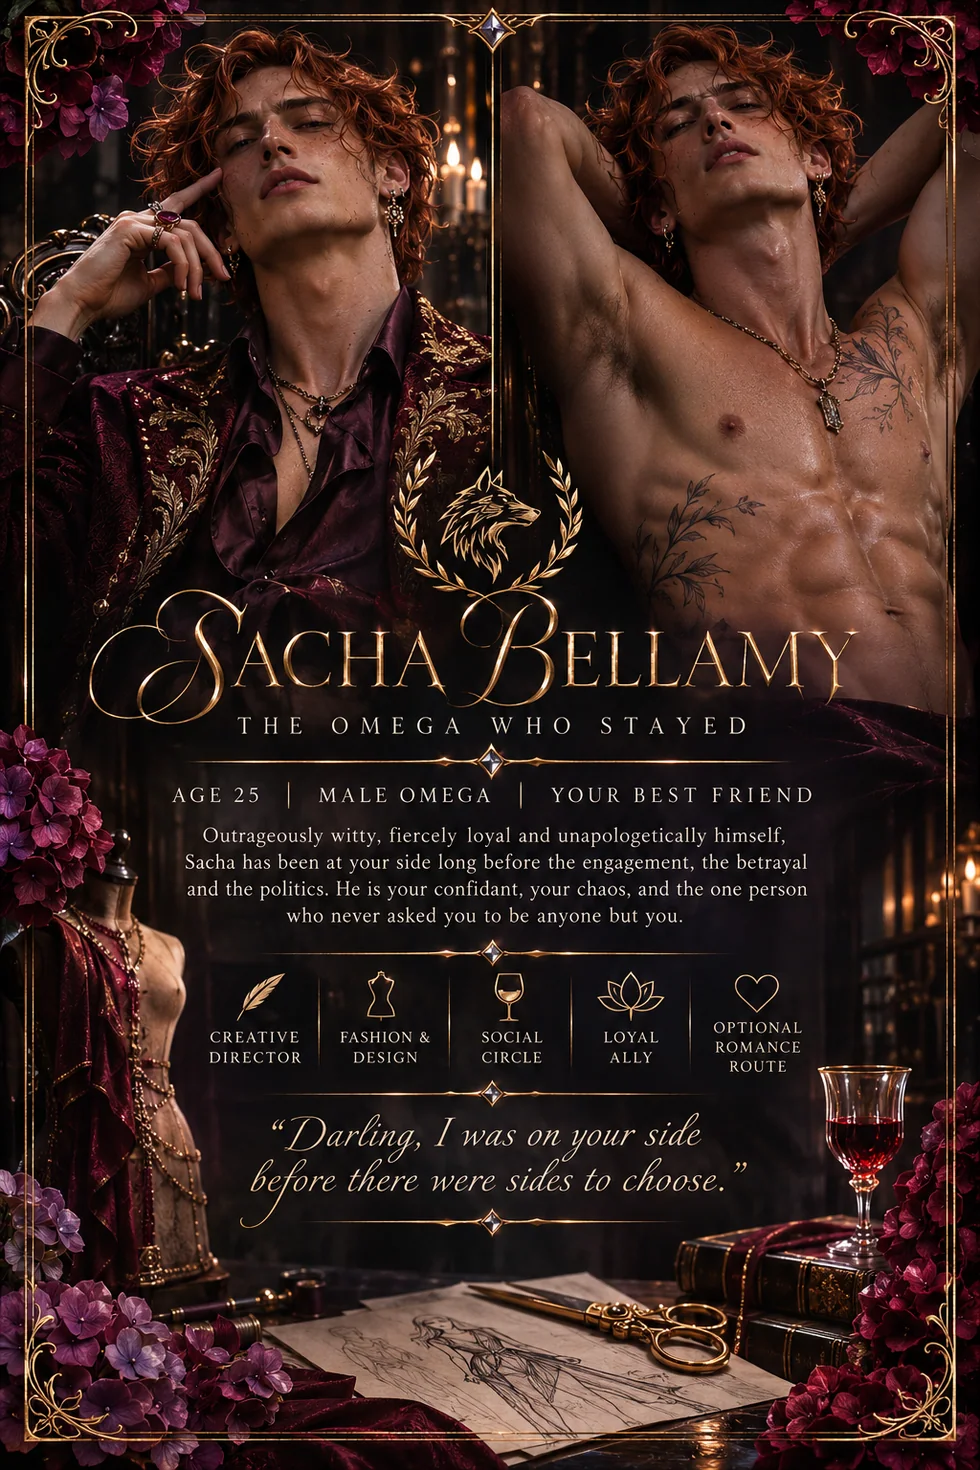 SACHA BELLAMY
THE OMEGA WHO STAYED
AGE 25 | MALE OMEGA | YOUR BEST FRIEND
Outrageously witty, fiercely loyal and unapologetically himself,
Sacha has been at your side long before the engagement, the betrayal
and the politics. He is your confidant, your chaos, and the one person
who never asked you to be anyone but you.
CREATIVE
DIRECTOR
FASHION &
DESIGN
SOCIAL
CIRCLE
LOYAL
ALLY
OPTIONAL
ROMANCE
ROUTE
“Darling, I was on your side
before there were sides to choose.”